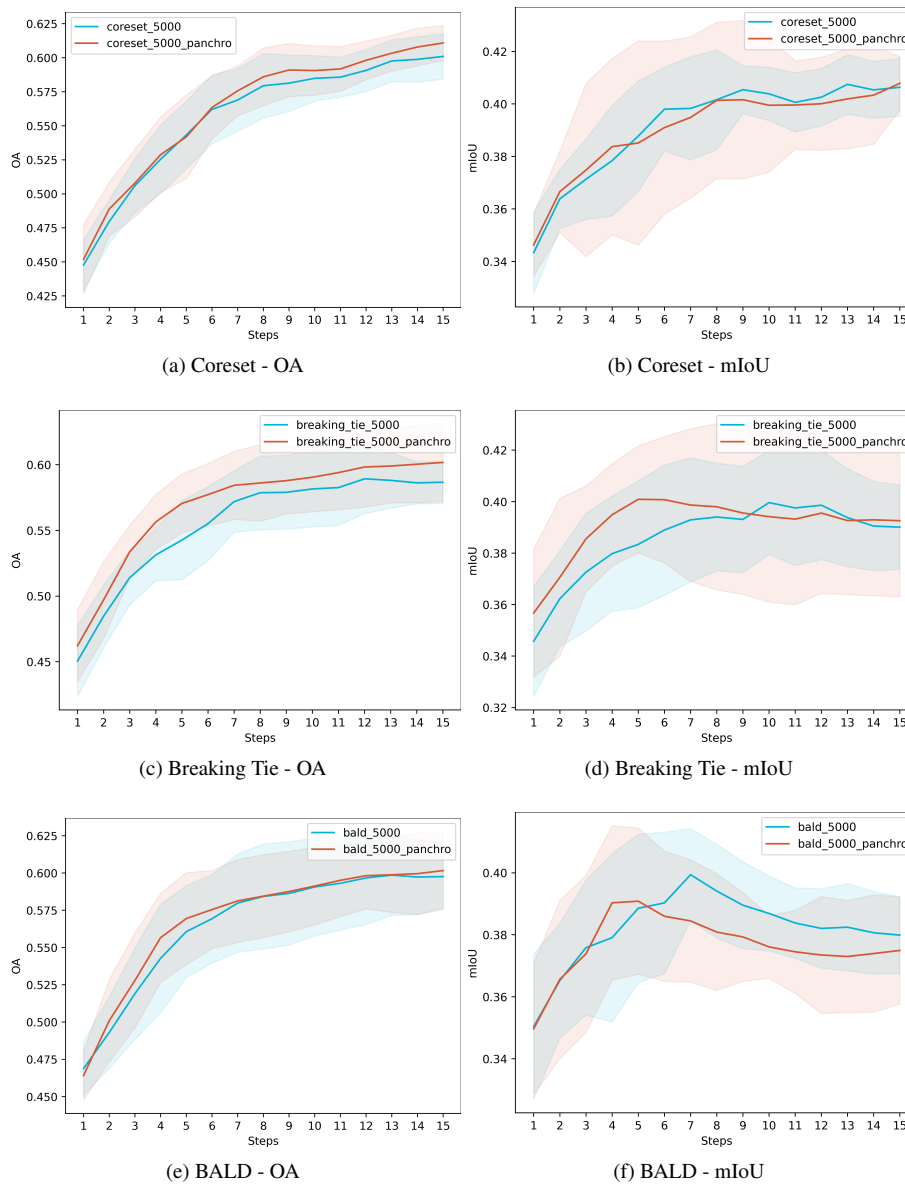 coreset_5000
coreset_5000_panchro
0.625
0.600
0.575
0.550
0.525
0.500
0.475
0.450
0.425
OA
1 2 3 4 5 6 7 8 9 10 11 12 13 14 15
Steps
(a) Coreset - OA
coreset_5000
coreset_5000_panchro
0.42
0.40
0.38
0.36
0.34
mIoU
1 2 3 4 5 6 7 8 9 10 11 12 13 14 15
Steps
(b) Coreset - mIoU
breaking_tie_5000
breaking_tie_5000_panchro
0.60
0.55
0.50
0.45
OA
1 2 3 4 5 6 7 8 9 10 11 12 13 14 15
Steps
(c) Breaking Tie - OA
breaking_tie_5000
breaking_tie_5000_panchro
0.42
0.40
0.38
0.36
0.34
0.32
mIoU
1 2 3 4 5 6 7 8 9 10 11 12 13 14 15
Steps
(d) Breaking Tie - mIoU
bald_5000
bald_5000_panchro
0.625
0.600
0.575
0.550
0.525
0.500
0.475
0.450
OA
1 2 3 4 5 6 7 8 9 10 11 12 13 14 15
Steps
(e) BALD - OA
bald_5000
bald_5000_panchro
0.40
0.38
0.36
0.34
mIoU
1 2 3 4 5 6 7 8 9 10 11 12 13 14 15
Steps
(f) BALD - mIoU